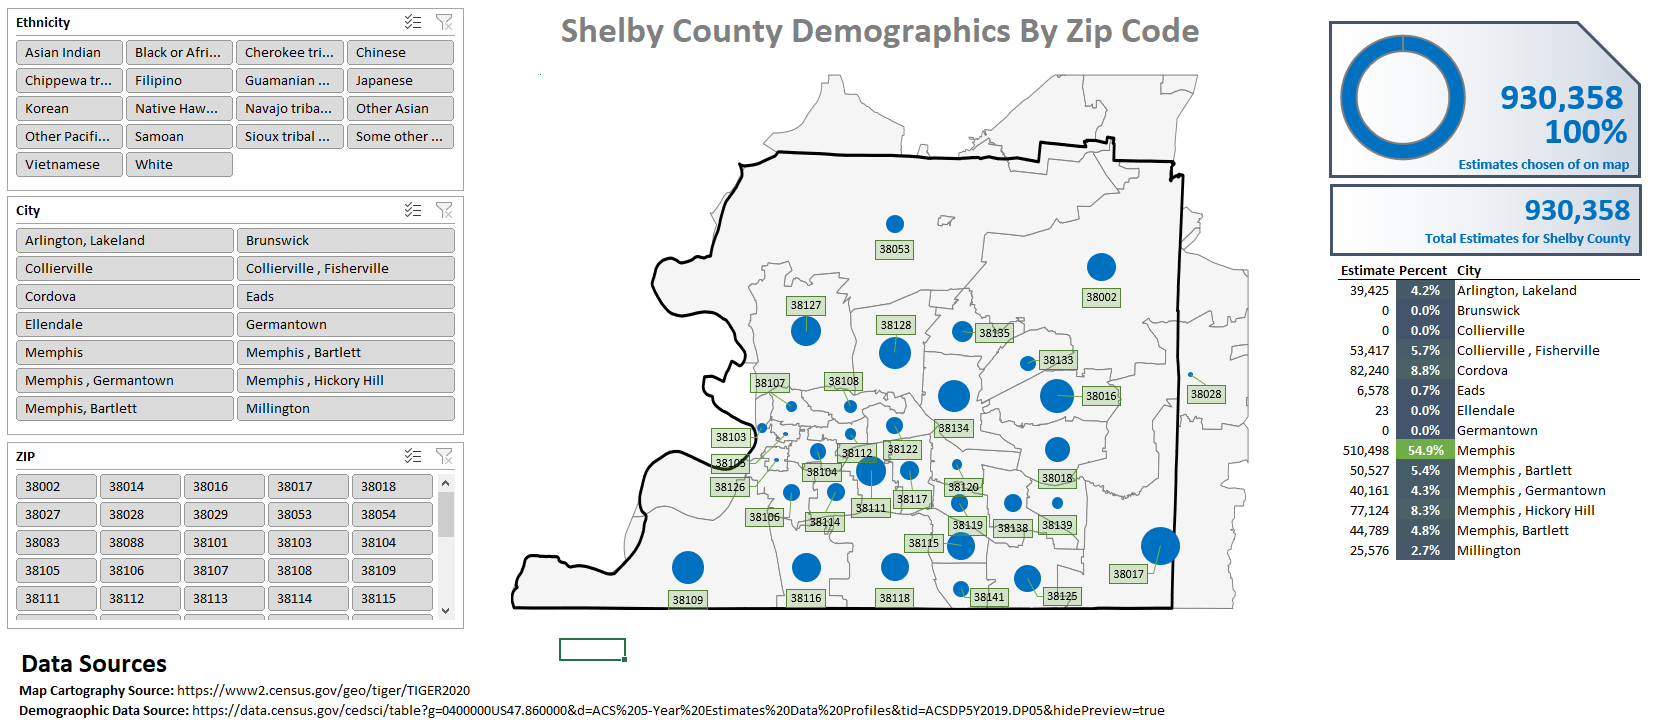 Shelby County Demographics By Zip Code
Ethnicity
Asian Indian Black or Afri... Cherokee tri... Chinese
Chippewa tr... Filipino Guamanian ... Japanese
Korean Native Haw... Navajo triba... Other Asian
Other Pacifi... Samoan Sioux tribal ... Some other ...
Vietnamese White
City
Arlington, Lakeland Brunswick
Collierville Collierville , Fisherville
Cordova Eads
Ellendale Germantown
Memphis Memphis , Bartlett
Memphis , Germantown Memphis , Hickory Hill
Memphis, Bartlett Millington
ZIP
38002 38014 38016 38017 38018
38027 38028 38029 38053 38054
38083 38088 38101 38103 38104
38105 38106 38107 38108 38109
38111 38112 38113 38114 38115
38053
38002
38127
38128
38135
38133
38107
38108
38016
38028
38134
38103
38105
38112
38122
38104
38126
38120
38018
38106
38114
38111
38117
38119
38138
38139
38115
38017
38109
38116
38118
38141
38125
930,358
100%
Estimates chosen of on map
930,358
Total Estimates for Shelby County
Estimate Percent City
39,425 4.2% Arlington, Lakeland
0 0.0% Brunswick
0 0.0% Collierville
53,417 5.7% Collierville , Fisherville
82,240 8.8% Cordova
6,578 0.7% Eads
23 0.0% Ellendale
0 0.0% Germantown
510,498 54.9% Memphis
50,527 5.4% Memphis , Bartlett
40,161 4.3% Memphis , Germantown
77,124 8.3% Memphis , Hickory Hill
44,789 4.8% Memphis, Bartlett
25,576 2.7% Millington
Data Sources
Map Cartography Source: https://www2.census.gov/geo/tiger/TIGER2020
Demograophic Data Source: https://data.census.gov/cedsci/table?g=0400000US47.860000&d=ACS%205-Year%20Estimates%20Data%20Profiles&tid=ACSDP5Y2019.DP05&hidePreview=true